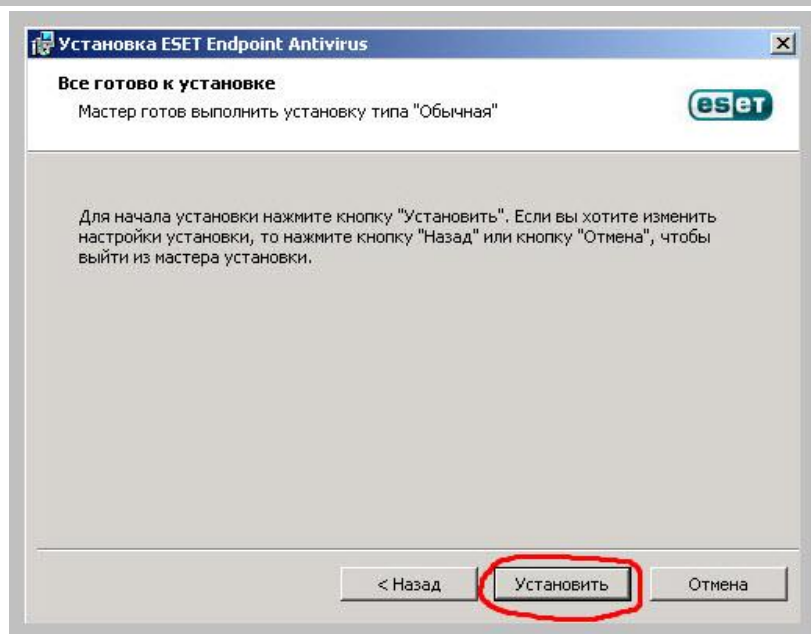 Установка ESET Endpoint Antivirus
Все готово к установке
Мастер готов выполнить установку типа "Обычная"
eset
Для начала установки нажмите кнопку "Установить". Если вы хотите изменить
настройки установки, то нажмите кнопку "Назад" или кнопку "Отмена", чтобы
выйти из мастера установки.
< Назад
Установить
Отмена